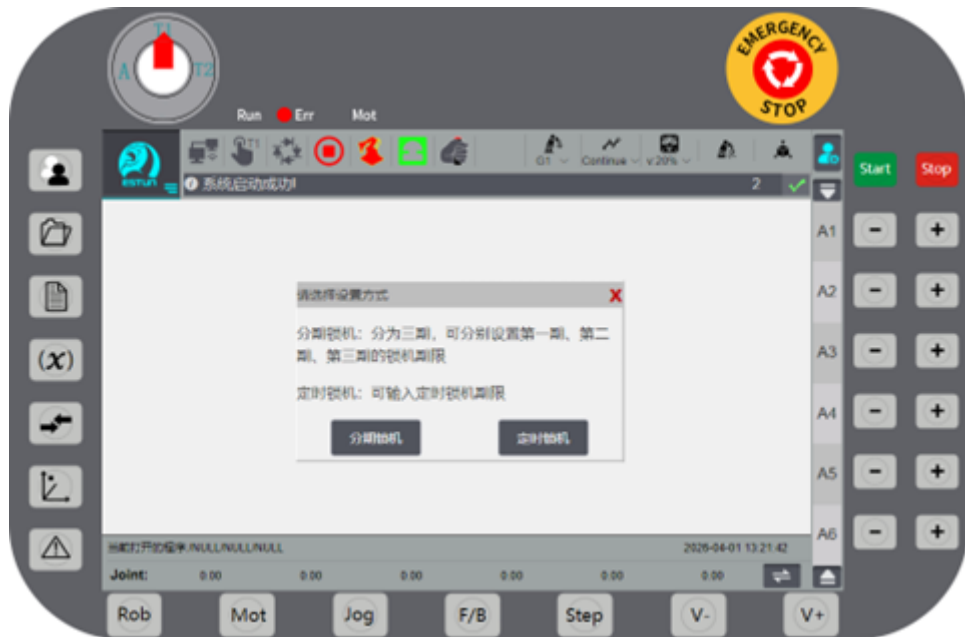 T1
A
T2
EMERGENCY
STOP
Run Err Mot
ESTUN
T1
G1
Continue
v:20%
Start
Stop
系统启动成功!
2
A1
- +
请选择设置方式
X
A2
- +
分期锁机：分为三期，可分别设置第一期、第二
期、第三期的锁机期限
(x)
A3
- +
定时锁机：可输入定时锁机期限
A4
- +
分期锁机
定时锁机
A5
- +
A6
- +
当前打开的程序:/NULL/NULL/NULL
2026-04-01 13:21:42
Joint: 0.00 0.00 0.00 0.00 0.00 0.00
Rob Mot Jog F/B Step V- V+